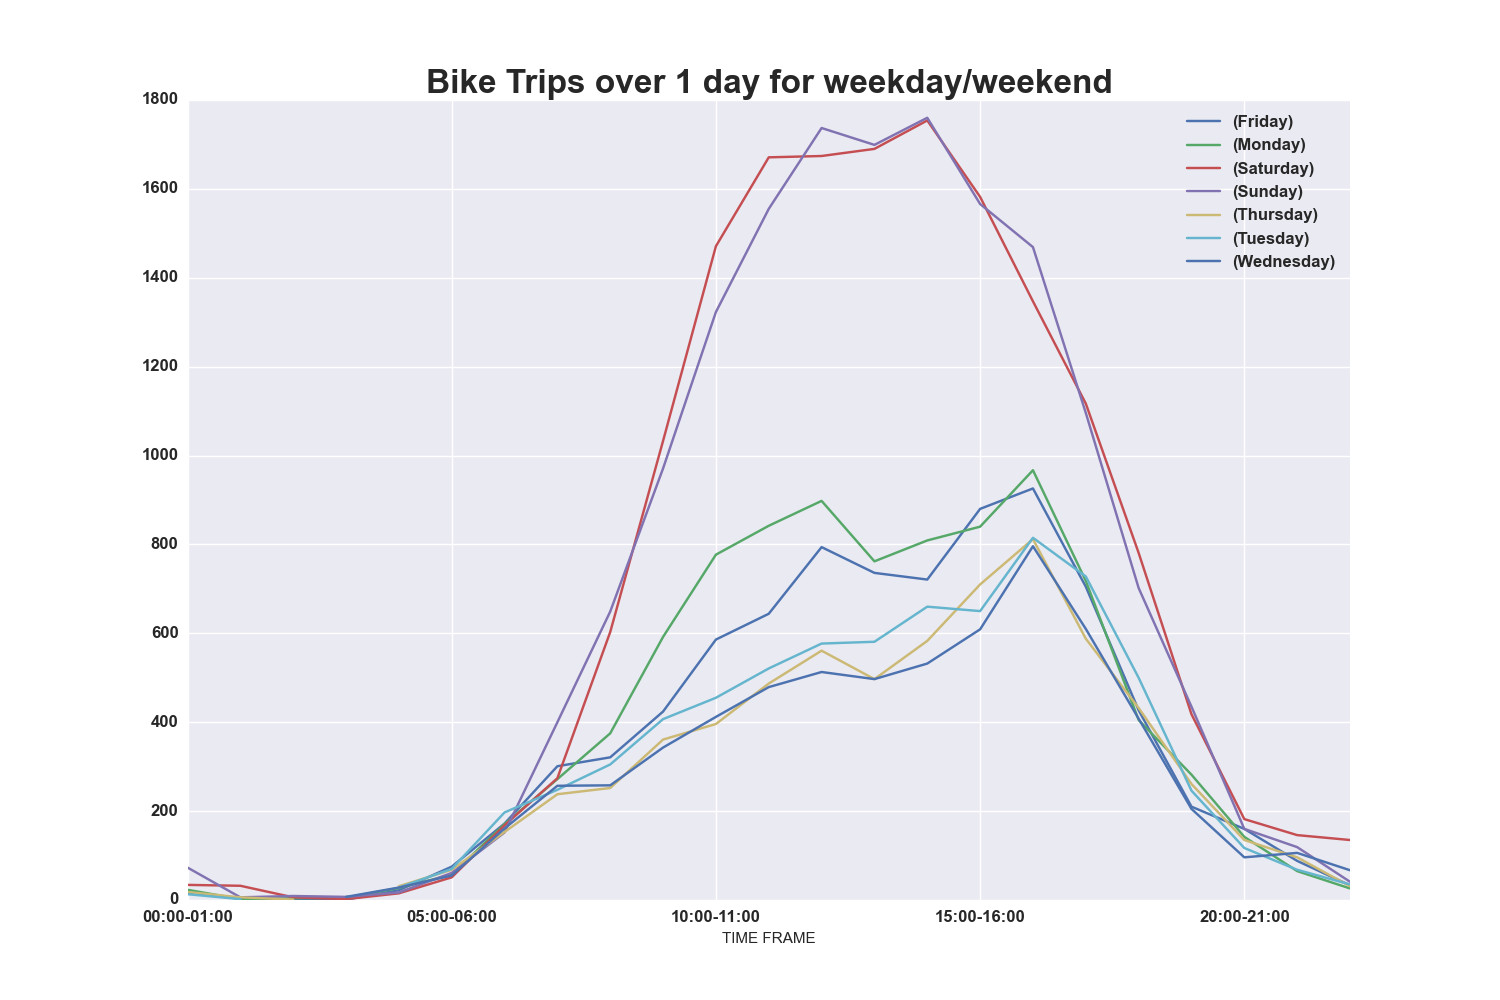 Bike Trips over 1 day for weekday/weekend
1800
1600
1400
1200
1000
800
600
400
200
0
(Friday)
(Monday)
(Saturday)
(Sunday)
(Thursday)
(Tuesday)
(Wednesday)
00:00-01:00 05:00-06:00 10:00-11:00 15:00-16:00 20:00-21:00
TIME FRAME